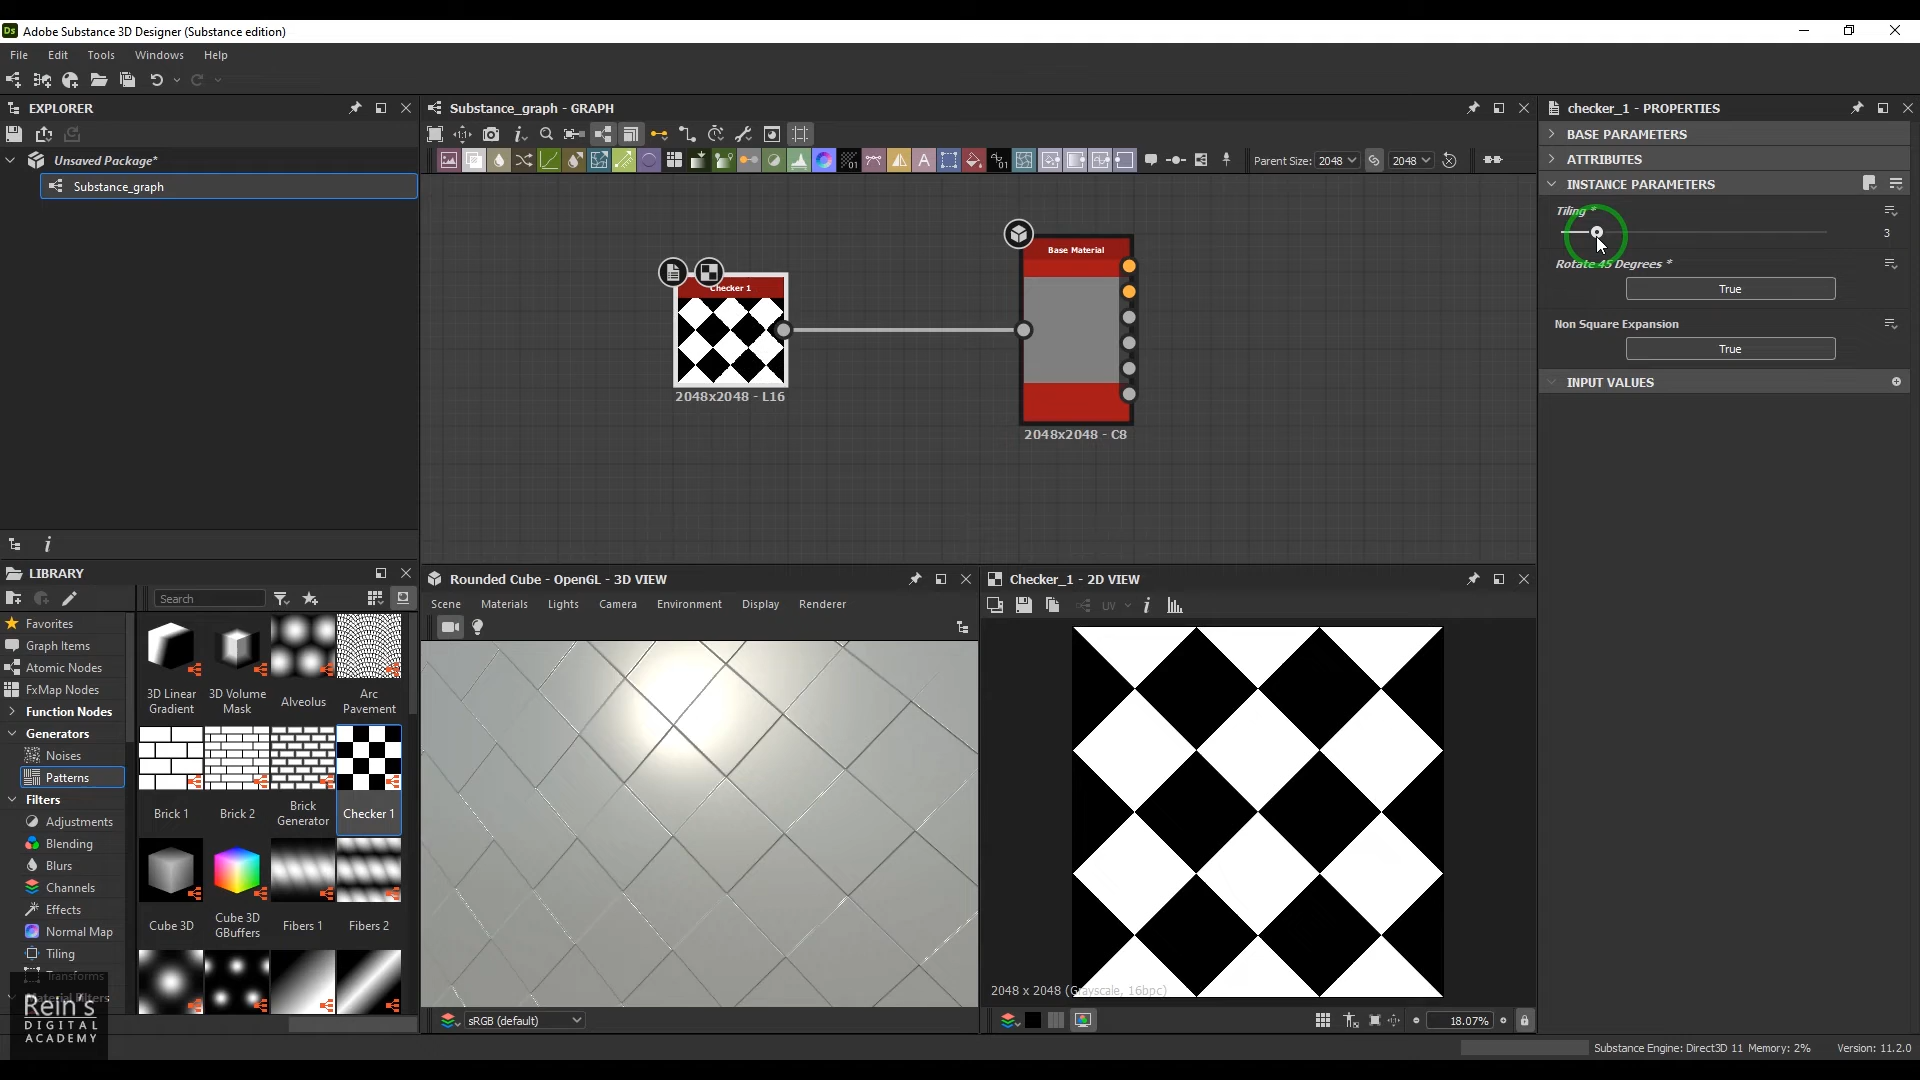 Ds Adobe Substance 3D Designer (Substance edition)
File Edit Tools Windows Help
EXPLORER
Unsaved Package*
Substance_graph
Substance_graph - GRAPH
Parent Size: 2048 2048
Checker 1
2048x2048 - L16
Base Material
2048x2048 - C8
checker_1 - PROPERTIES
BASE PARAMETERS
ATTRIBUTES
INSTANCE PARAMETERS
Tiling *
3
Rotate 45 Degrees *
True
Non Square Expansion
True
INPUT VALUES
LIBRARY
Search
Favorites
Graph Items
Atomic Nodes
FxMap Nodes
Function Nodes
Generators
Noises
Patterns
Filters
Adjustments
Blending
Blurs
Channels
Effects
Normal Map
Tiling
Transforms
Material Filters
3D Linear Gradient
3D Volume Mask
Alveolus
Arc Pavement
Brick 1
Brick 2
Brick Generator
Checker 1
Cube 3D
Cube 3D GBuffers
Fibers 1
Fibers 2
Rounded Cube - OpenGL - 3D VIEW
Scene Materials Lights Camera Environment Display Renderer
sRGB (default)
Checker_1 - 2D VIEW
UV
2048 x 2048 (Grayscale, 16bpc)
18.07%
Rein's
DIGITAL
ACADEMY
Substance Engine: Direct3D 11 Memory: 2% Version: 11.2.0